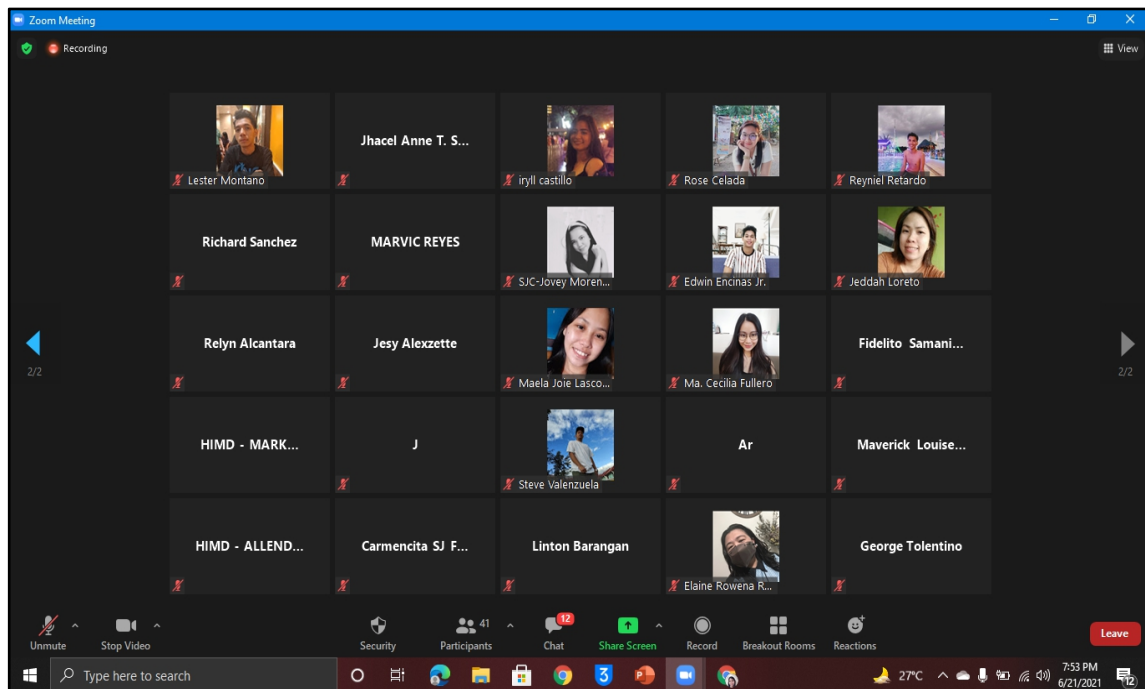 Zoom Meeting
Recording
View
Lester Montano
Jhacel Anne T. S...
iryll castillo
Rose Celada
Reyniel Retardo
Richard Sanchez
MARVIC REYES
SJC-Jovey Moren...
Edwin Encinas Jr.
Jeddah Loreto
Relyn Alcantara
Jesy Alexzette
Maela Joie Lasco...
Ma. Cecilia Fullero
Fidelito Samani...
2/2
2/2
HIMD - MARK...
J
Steve Valenzuela
Ar
Maverick Louise...
HIMD - ALLEND...
Carmencita SJ F...
Linton Barangan
Elaine Rowena R...
George Tolentino
41
12
Unmute
Stop Video
Security
Participants
Chat
Share Screen
Record
Breakout Rooms
Reactions
Leave
Type here to search
3
27°C
7:53 PM
6/21/2021
12